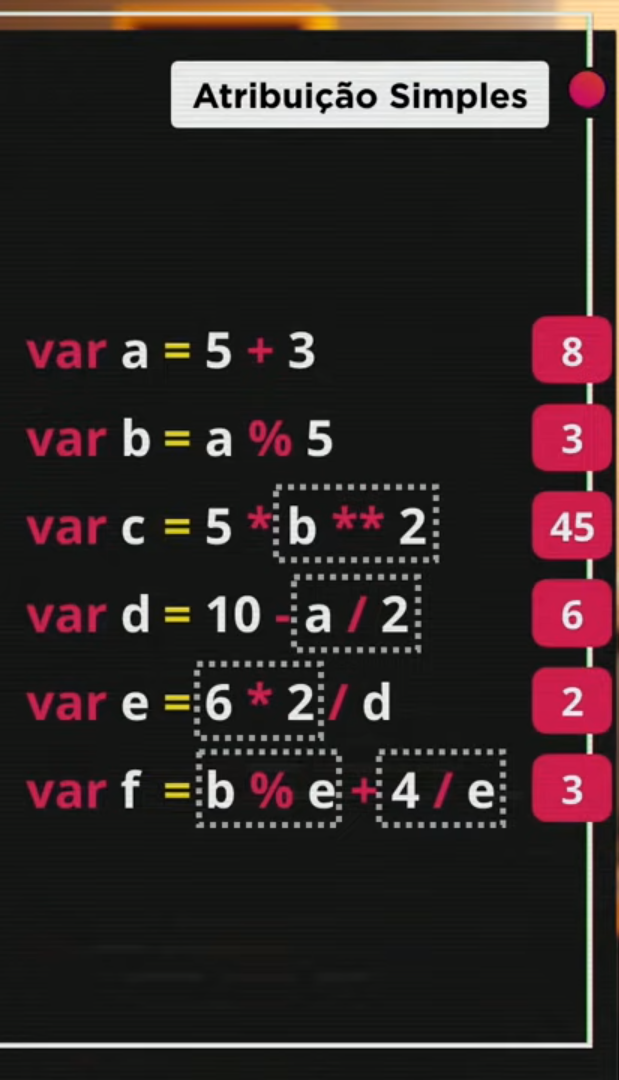 Atribuição Simples
var a = 5 + 3 8
var b = a % 5 3
var c = 5 * b ** 2 45
var d = 10 - a / 2 6
var e = 6 * 2 / d 2
var f = b % e + 4 / e 3